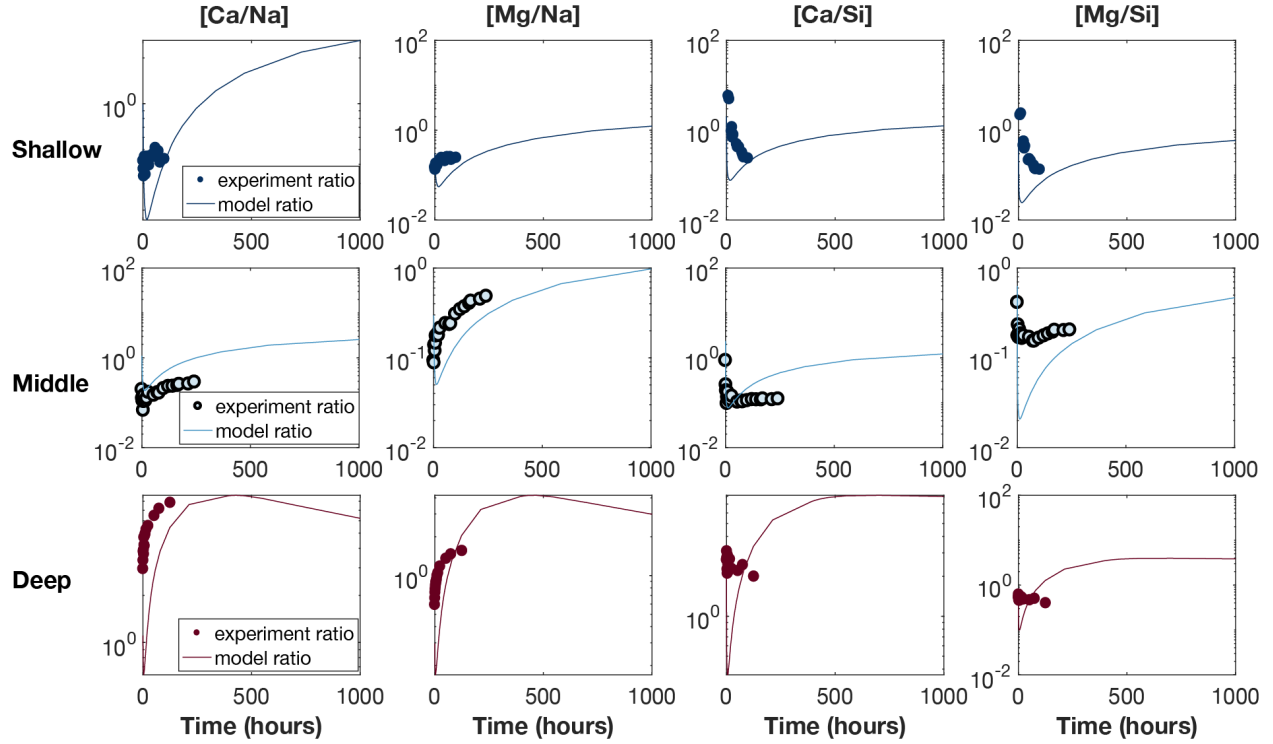 [Ca/Na] [Mg/Na] [Ca/Si] [Mg/Si]
10^0 10^2 10^0 10^-2 10^2 10^0 10^-2 10^2 10^0 10^-2
Shallow
experiment ratio
model ratio
0 500 1000 0 500 1000 0 500 1000 0 500 1000
10^2 10^0 10^-2 10^0 10^-1 10^-2 10^2 10^0 10^-2 10^0 10^-1 10^-2
Middle
experiment ratio
model ratio
0 500 1000 0 500 1000 0 500 1000 0 500 1000
10^0 10^0 10^0 10^2 10^0 10^-2
Deep
experiment ratio
model ratio
0 500 1000 0 500 1000 0 500 1000 0 500 1000
Time (hours) Time (hours) Time (hours) Time (hours)